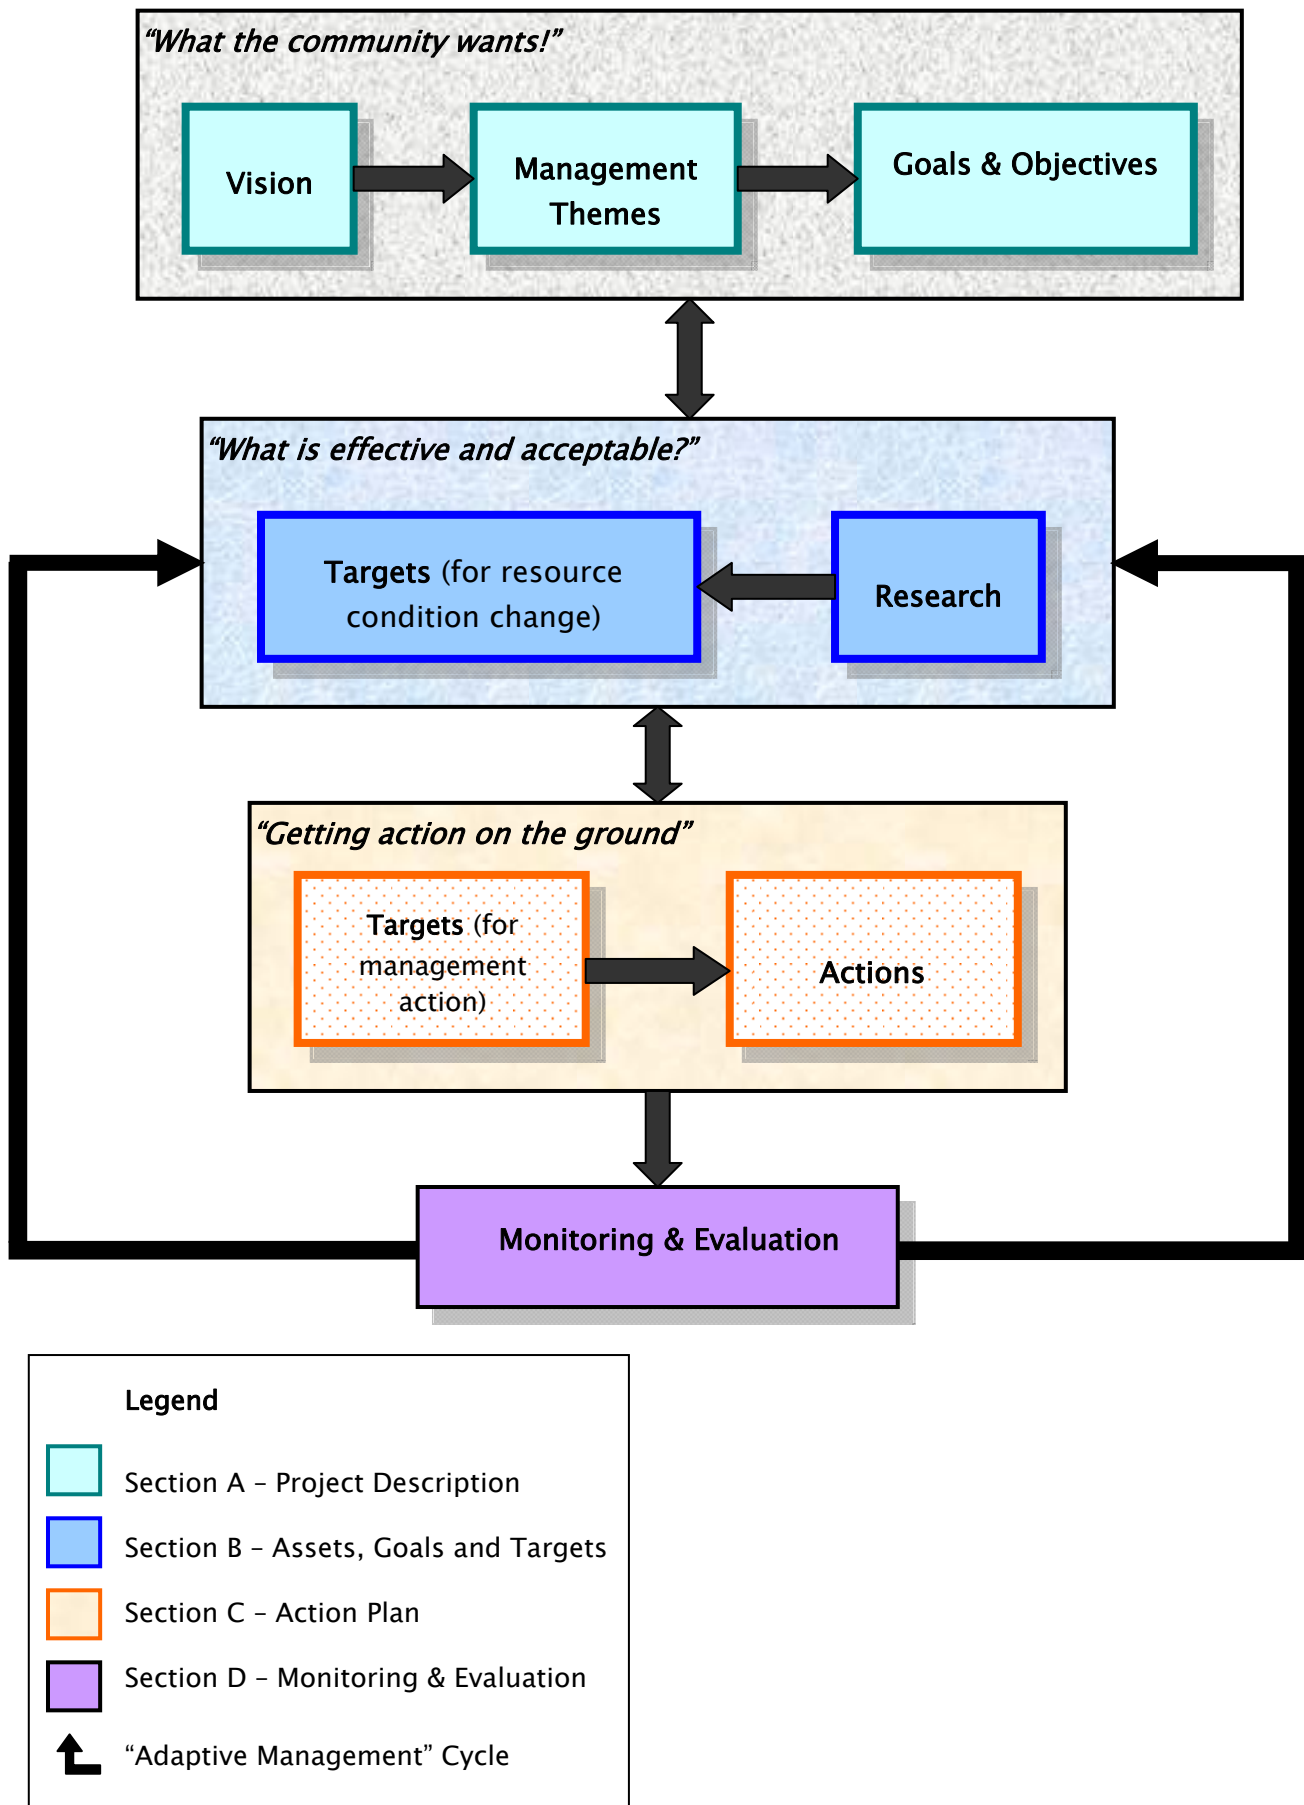 “What the community wants!”
Vision
Management
Themes
Goals & Objectives
“What is effective and acceptable?”
Targets (for resource
condition change)
Research
“Getting action on the ground”
Targets (for
management
action)
Actions
Monitoring & Evaluation
Legend
Section A – Project Description
Section B – Assets, Goals and Targets
Section C – Action Plan
Section D – Monitoring & Evaluation
“Adaptive Management” Cycle